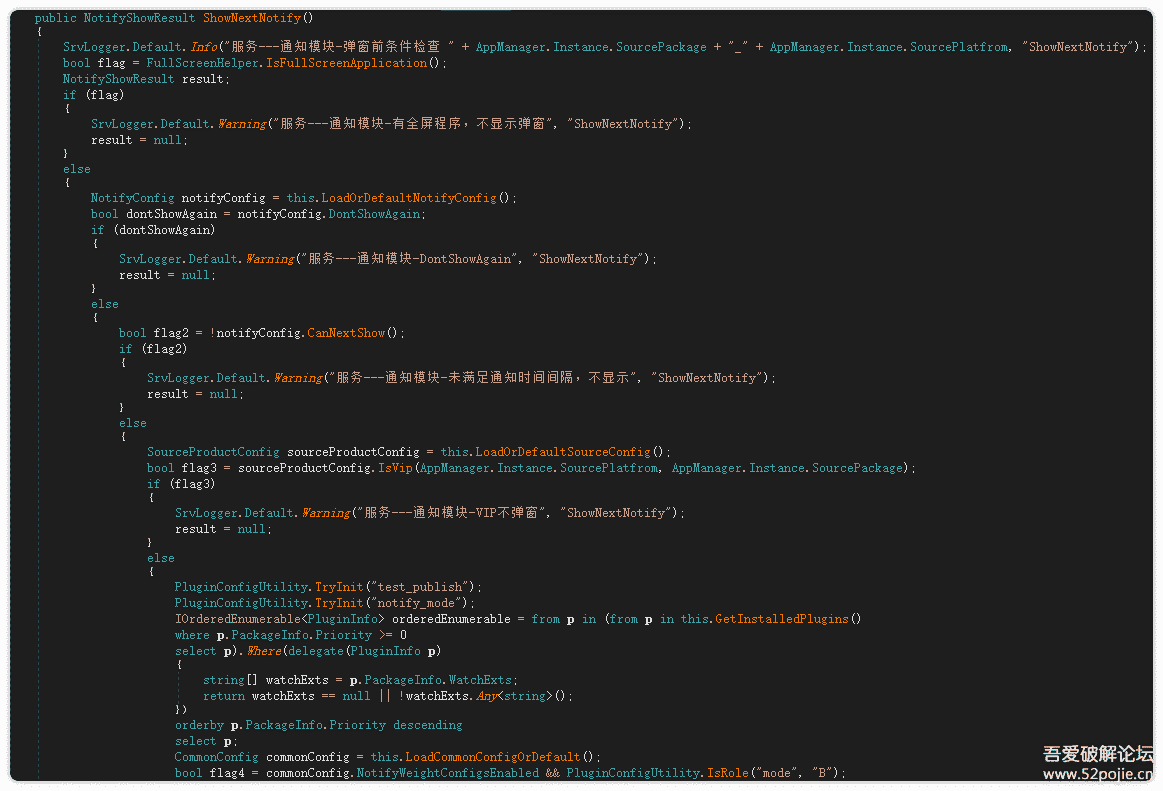 public NotifyShowResult ShowNextNotify()
{
SrvLogger.Default.Info("服务---通知模块-弹窗前条件检查 " + AppManager.Instance.SourcePackage + "_" + AppManager.Instance.SourcePlatfrom, "ShowNextNotify");
bool flag = FullScreenHelper.IsFullScreenApplication();
NotifyShowResult result;
if (flag)
{
SrvLogger.Default.Warning("服务---通知模块-有全屏程序，不显示弹窗", "ShowNextNotify");
result = null;
}
else
{
NotifyConfig notifyConfig = this.LoadOrDefaultNotifyConfig();
bool dontShowAgain = notifyConfig.DontShowAgain;
if (dontShowAgain)
{
SrvLogger.Default.Warning("服务---通知模块-DontShowAgain", "ShowNextNotify");
result = null;
}
else
{
bool flag2 = !notifyConfig.CanNextShow();
if (flag2)
{
SrvLogger.Default.Warning("服务---通知模块-未满足通知时间间隔，不显示", "ShowNextNotify");
result = null;
}
else
{
SourceProductConfig sourceProductConfig = this.LoadOrDefaultSourceConfig();
bool flag3 = sourceProductConfig.IsVip(AppManager.Instance.SourcePlatfrom, AppManager.Instance.SourcePackage);
if (flag3)
{
SrvLogger.Default.Warning("服务---通知模块-VIP不弹窗", "ShowNextNotify");
result = null;
}
else
{
PluginConfigUtility.TryInit("test_publish");
PluginConfigUtility.TryInit("notify_mode");
IOrderedEnumerable<PluginInfo> orderedEnumerable = from p in (from p in this.GetInstalledPlugins()
where p.PackageInfo.Priority >= 0
select p).Where(delegate(PluginInfo p)
{
string[] watchExts = p.PackageInfo.WatchExts;
return watchExts == null || !watchExts.Any<string>();
})
orderby p.PackageInfo.Priority descending
select p;
CommonConfig commonConfig = this.LoadCommonConfigOrDefault();
bool flag4 = commonConfig.NotifyWeightConfigsEnabled && PluginConfigUtility.IsRole("mode", "B");
吾爱破解论坛
www.52pojie.cn